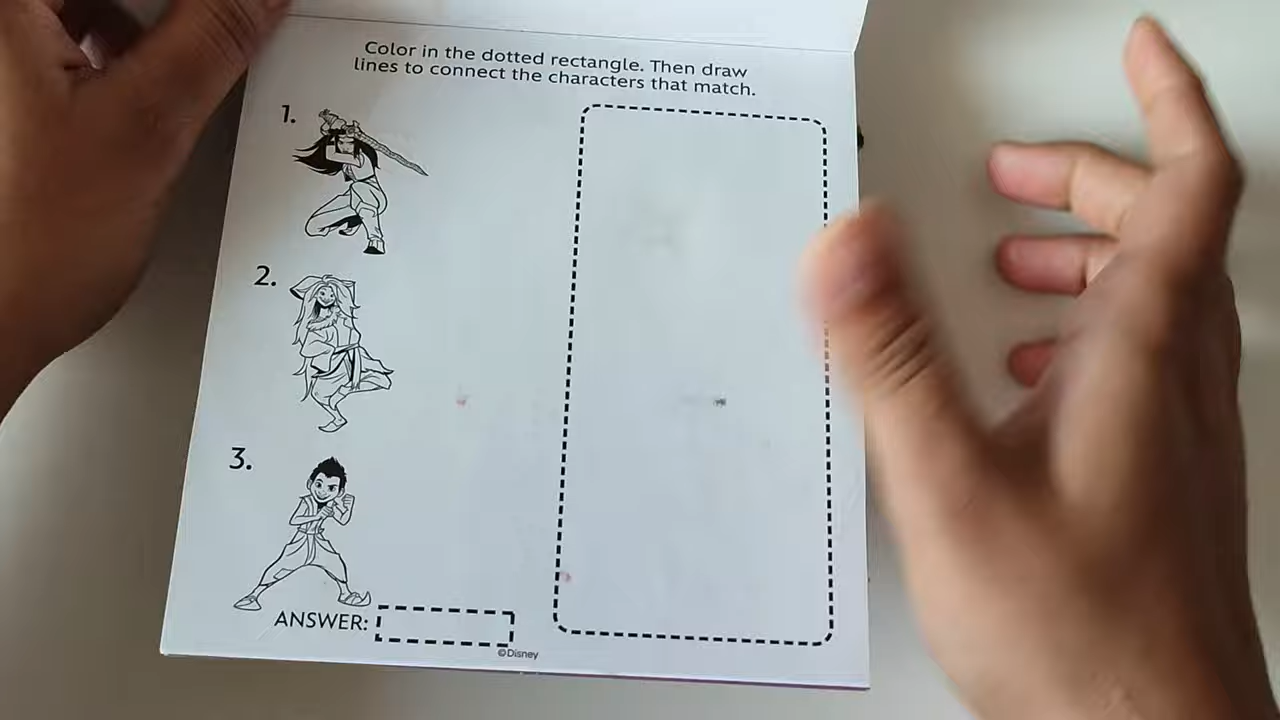 Color in the dotted rectangle. Then draw
lines to connect the characters that match.
1.
2.
3.
ANSWER:
©Disney